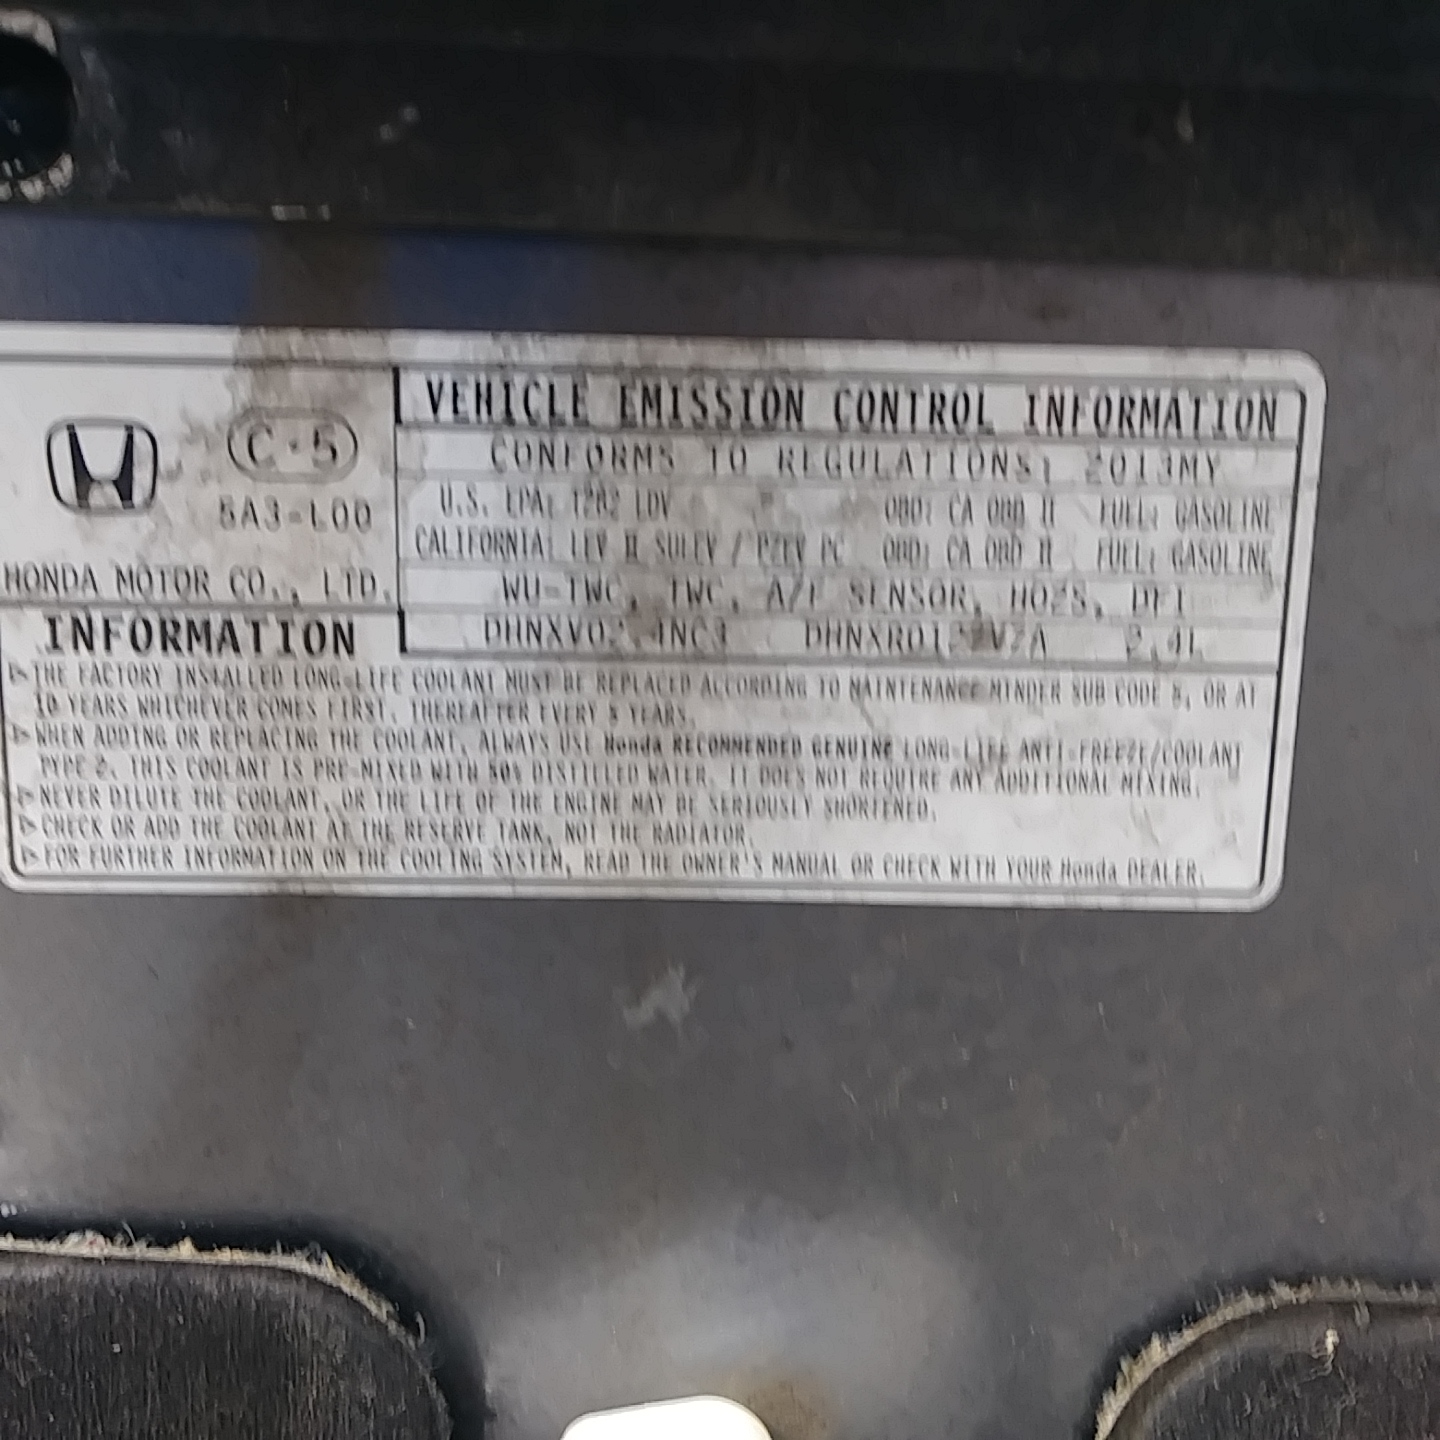 VEHICLE EMISSION CONTROL INFORMATION
CONFORMS TO REGULATIONS: 2013MY
C·5
5A3-L00
U.S. EPA: LDV OBD: CA OBD II FUEL: GASOLINE
CALIFORNIA: LEV II SULEV / PZEV PC OBD: CA OBD II FUEL: GASOLINE
HONDA MOTOR CO., LTD.
WU-TWC, TWC, A/F SENSOR, HO2S, DFI
INFORMATION
2.4L
▷THE FACTORY INSTALLED LONG-LIFE COOLANT MUST BE REPLACED ACCORDING TO MAINTENANCE MINDER SUB CODE 5, OR AT
10 YEARS WHICHEVER COMES FIRST. THEREAFTER EVERY 5 YEARS.
▷WHEN ADDING OR REPLACING THE COOLANT, ALWAYS USE Honda RECOMMENDED GENUINE LONG-LIFE ANTI-FREEZE/COOLANT
TYPE 2. THIS COOLANT IS PRE-MIXED WITH 50% DISTILLED WATER. IT DOES NOT REQUIRE ANY ADDITIONAL MIXING.
▷NEVER DILUTE THE COOLANT, OR THE LIFE OF THE ENGINE MAY BE SERIOUSLY SHORTENED.
▷CHECK OR ADD THE COOLANT AT THE RESERVE TANK, NOT THE RADIATOR.
▷FOR FURTHER INFORMATION ON THE COOLING SYSTEM, READ THE OWNER'S MANUAL OR CHECK WITH YOUR Honda DEALER.